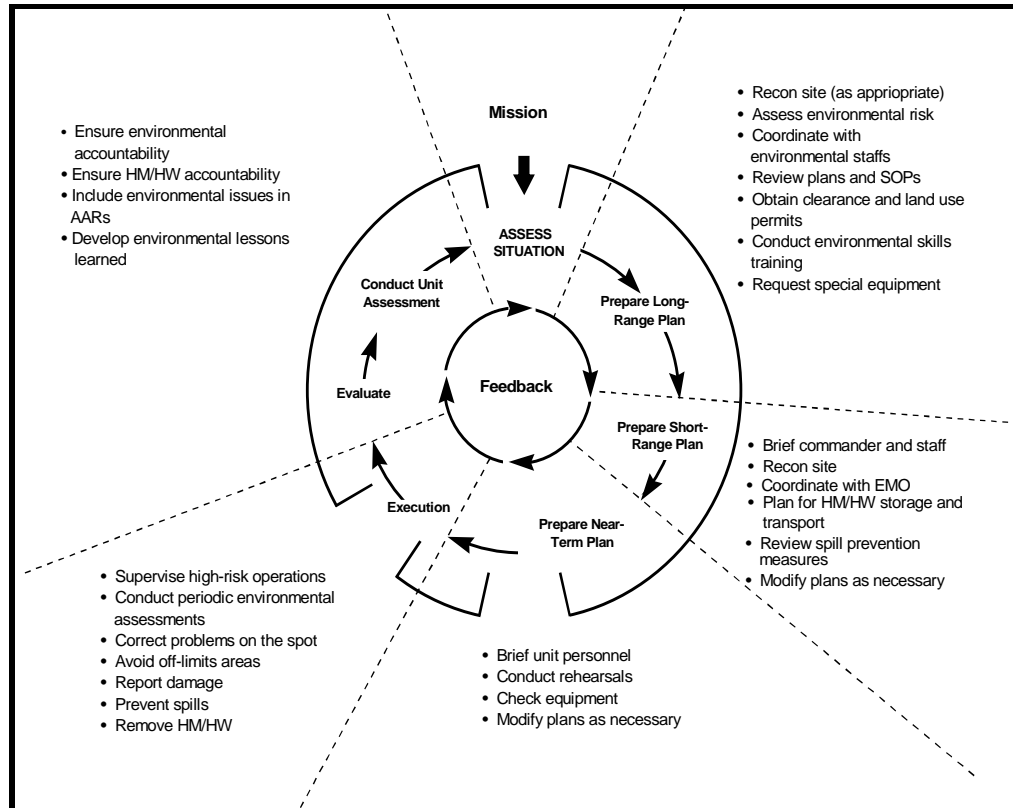 Mission
ASSESS
SITUATION
Prepare Long-
Range Plan
Prepare Short-
Range Plan
Prepare Near-
Term Plan
Execution
Evaluate
Conduct Unit
Assessment
Feedback
• Recon site (as appriopriate)
• Assess environmental risk
• Coordinate with
environmental staffs
• Review plans and SOPs
• Obtain clearance and land use
permits
• Conduct environmental skills
training
• Request special equipment
• Brief commander and staff
• Recon site
• Coordinate with EMO
• Plan for HM/HW storage and
transport
• Review spill prevention
measures
• Modify plans as necessary
• Brief unit personnel
• Conduct rehearsals
• Check equipment
• Modify plans as necessary
• Supervise high-risk operations
• Conduct periodic environmental
assessments
• Correct problems on the spot
• Avoid off-limits areas
• Report damage
• Prevent spills
• Remove HM/HW
• Ensure environmental
accountability
• Ensure HM/HW accountability
• Include environmental issues in
AARs
• Develop environmental lessons
learned